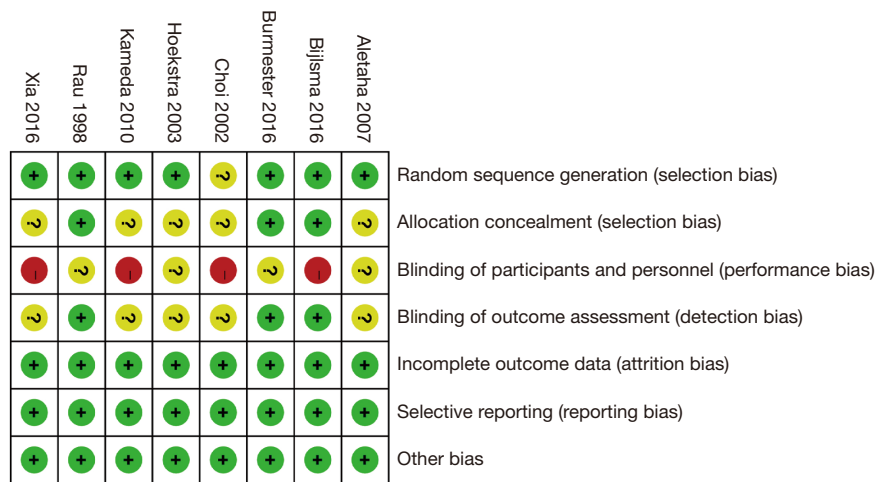 Xia 2016
Rau 1998
Kameda 2010
Hoekstra 2003
Choi 2002
Burmester 2016
Bijlsma 2016
Aletaha 2007
+ + + + ? + + + Random sequence generation (selection bias)
? + ? ? ? + + ? Allocation concealment (selection bias)
– ? – ? – ? – ? Blinding of participants and personnel (performance bias)
? + ? ? ? + + ? Blinding of outcome assessment (detection bias)
+ + + + + + + + Incomplete outcome data (attrition bias)
+ + + + + + + + Selective reporting (reporting bias)
+ + + + + + + + Other bias